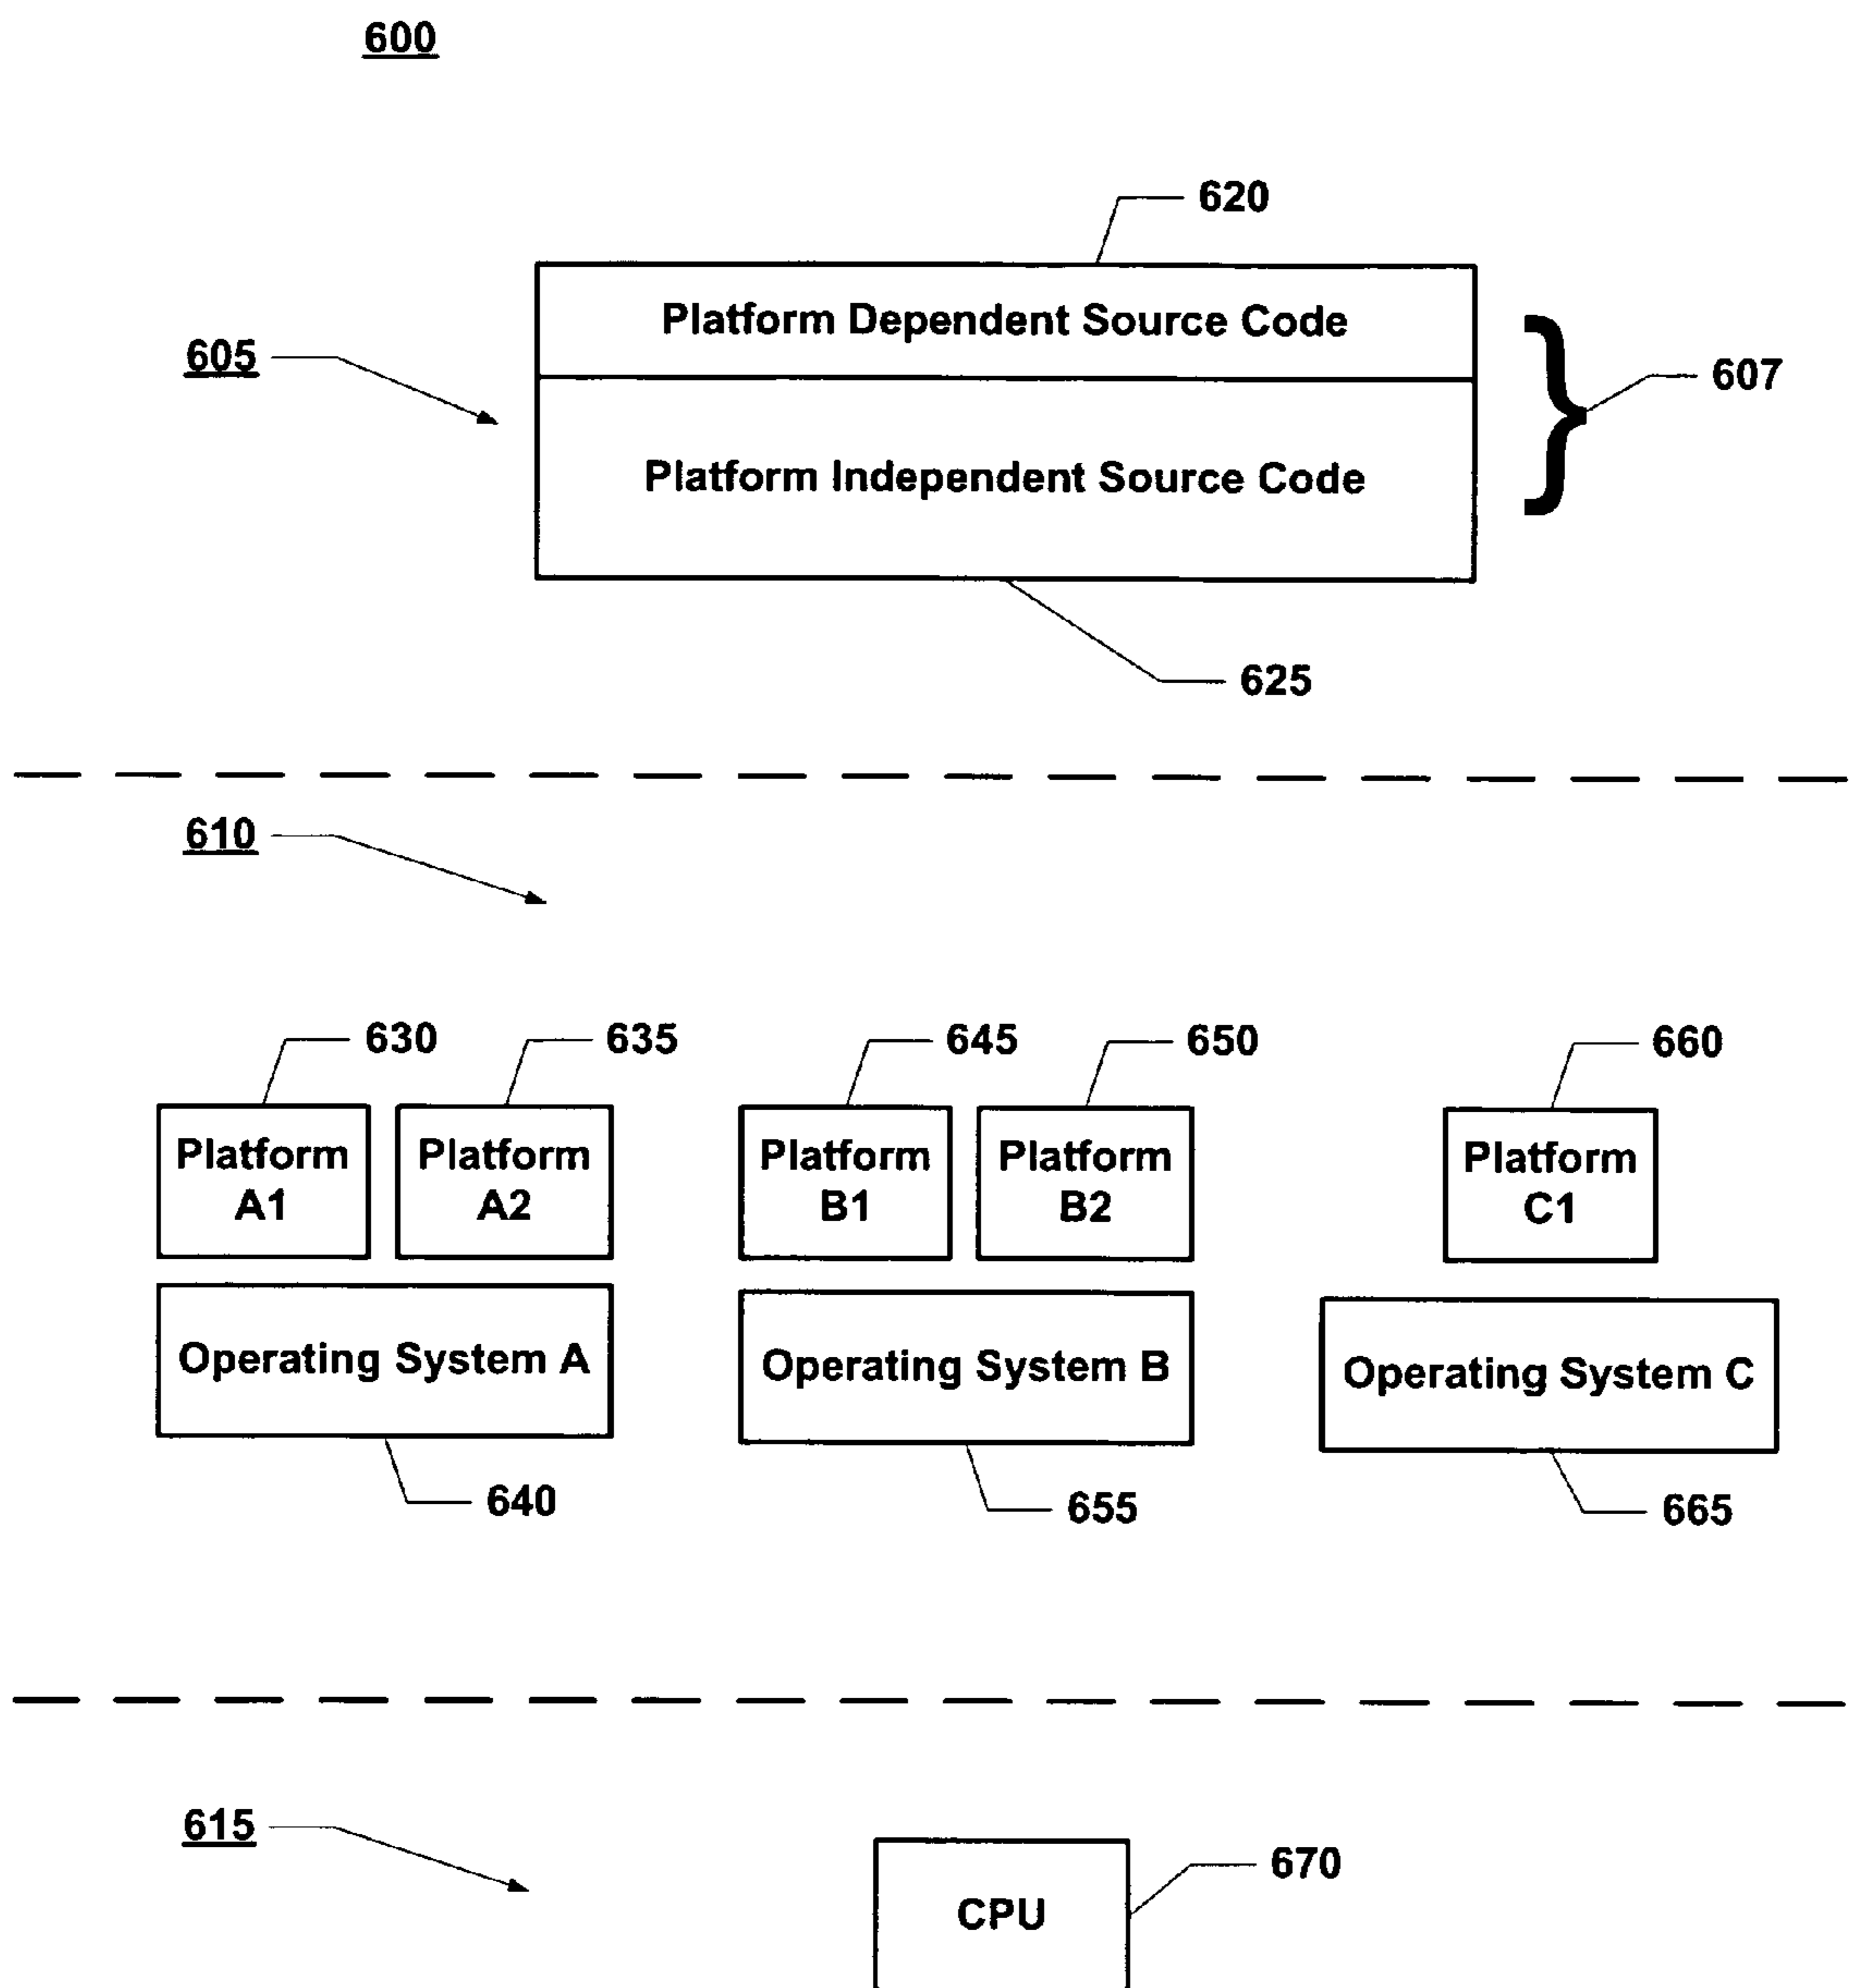 600
620
Platform Dependent Source Code
605
607
Platform Independent Source Code
625
610
630
635
645
650
660
Platform
A1
Platform
A2
Platform
B1
Platform
B2
Platform
C1
Operating System A
Operating System B
Operating System C
640
655
665
615
670
CPU